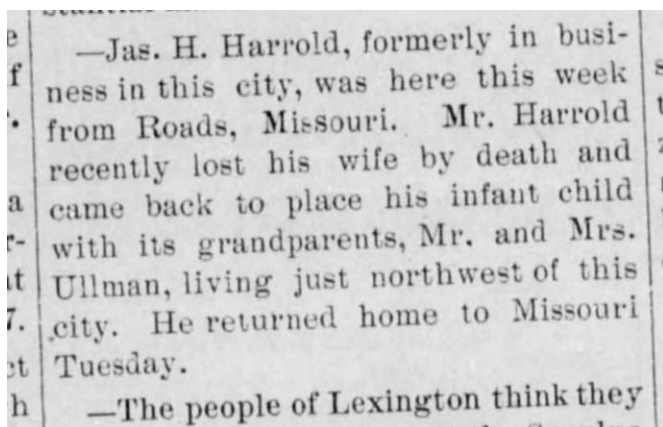 —Jas. H. Harrold, formerly in busi-
ness in this city, was here this week
from Roads, Missouri. Mr. Harrold
recently lost his wife by death and
came back to place his infant child
with its grandparents, Mr. and Mrs.
Ullman, living just northwest of this
city. He returned home to Missouri
Tuesday.
—The people of Lexington think they